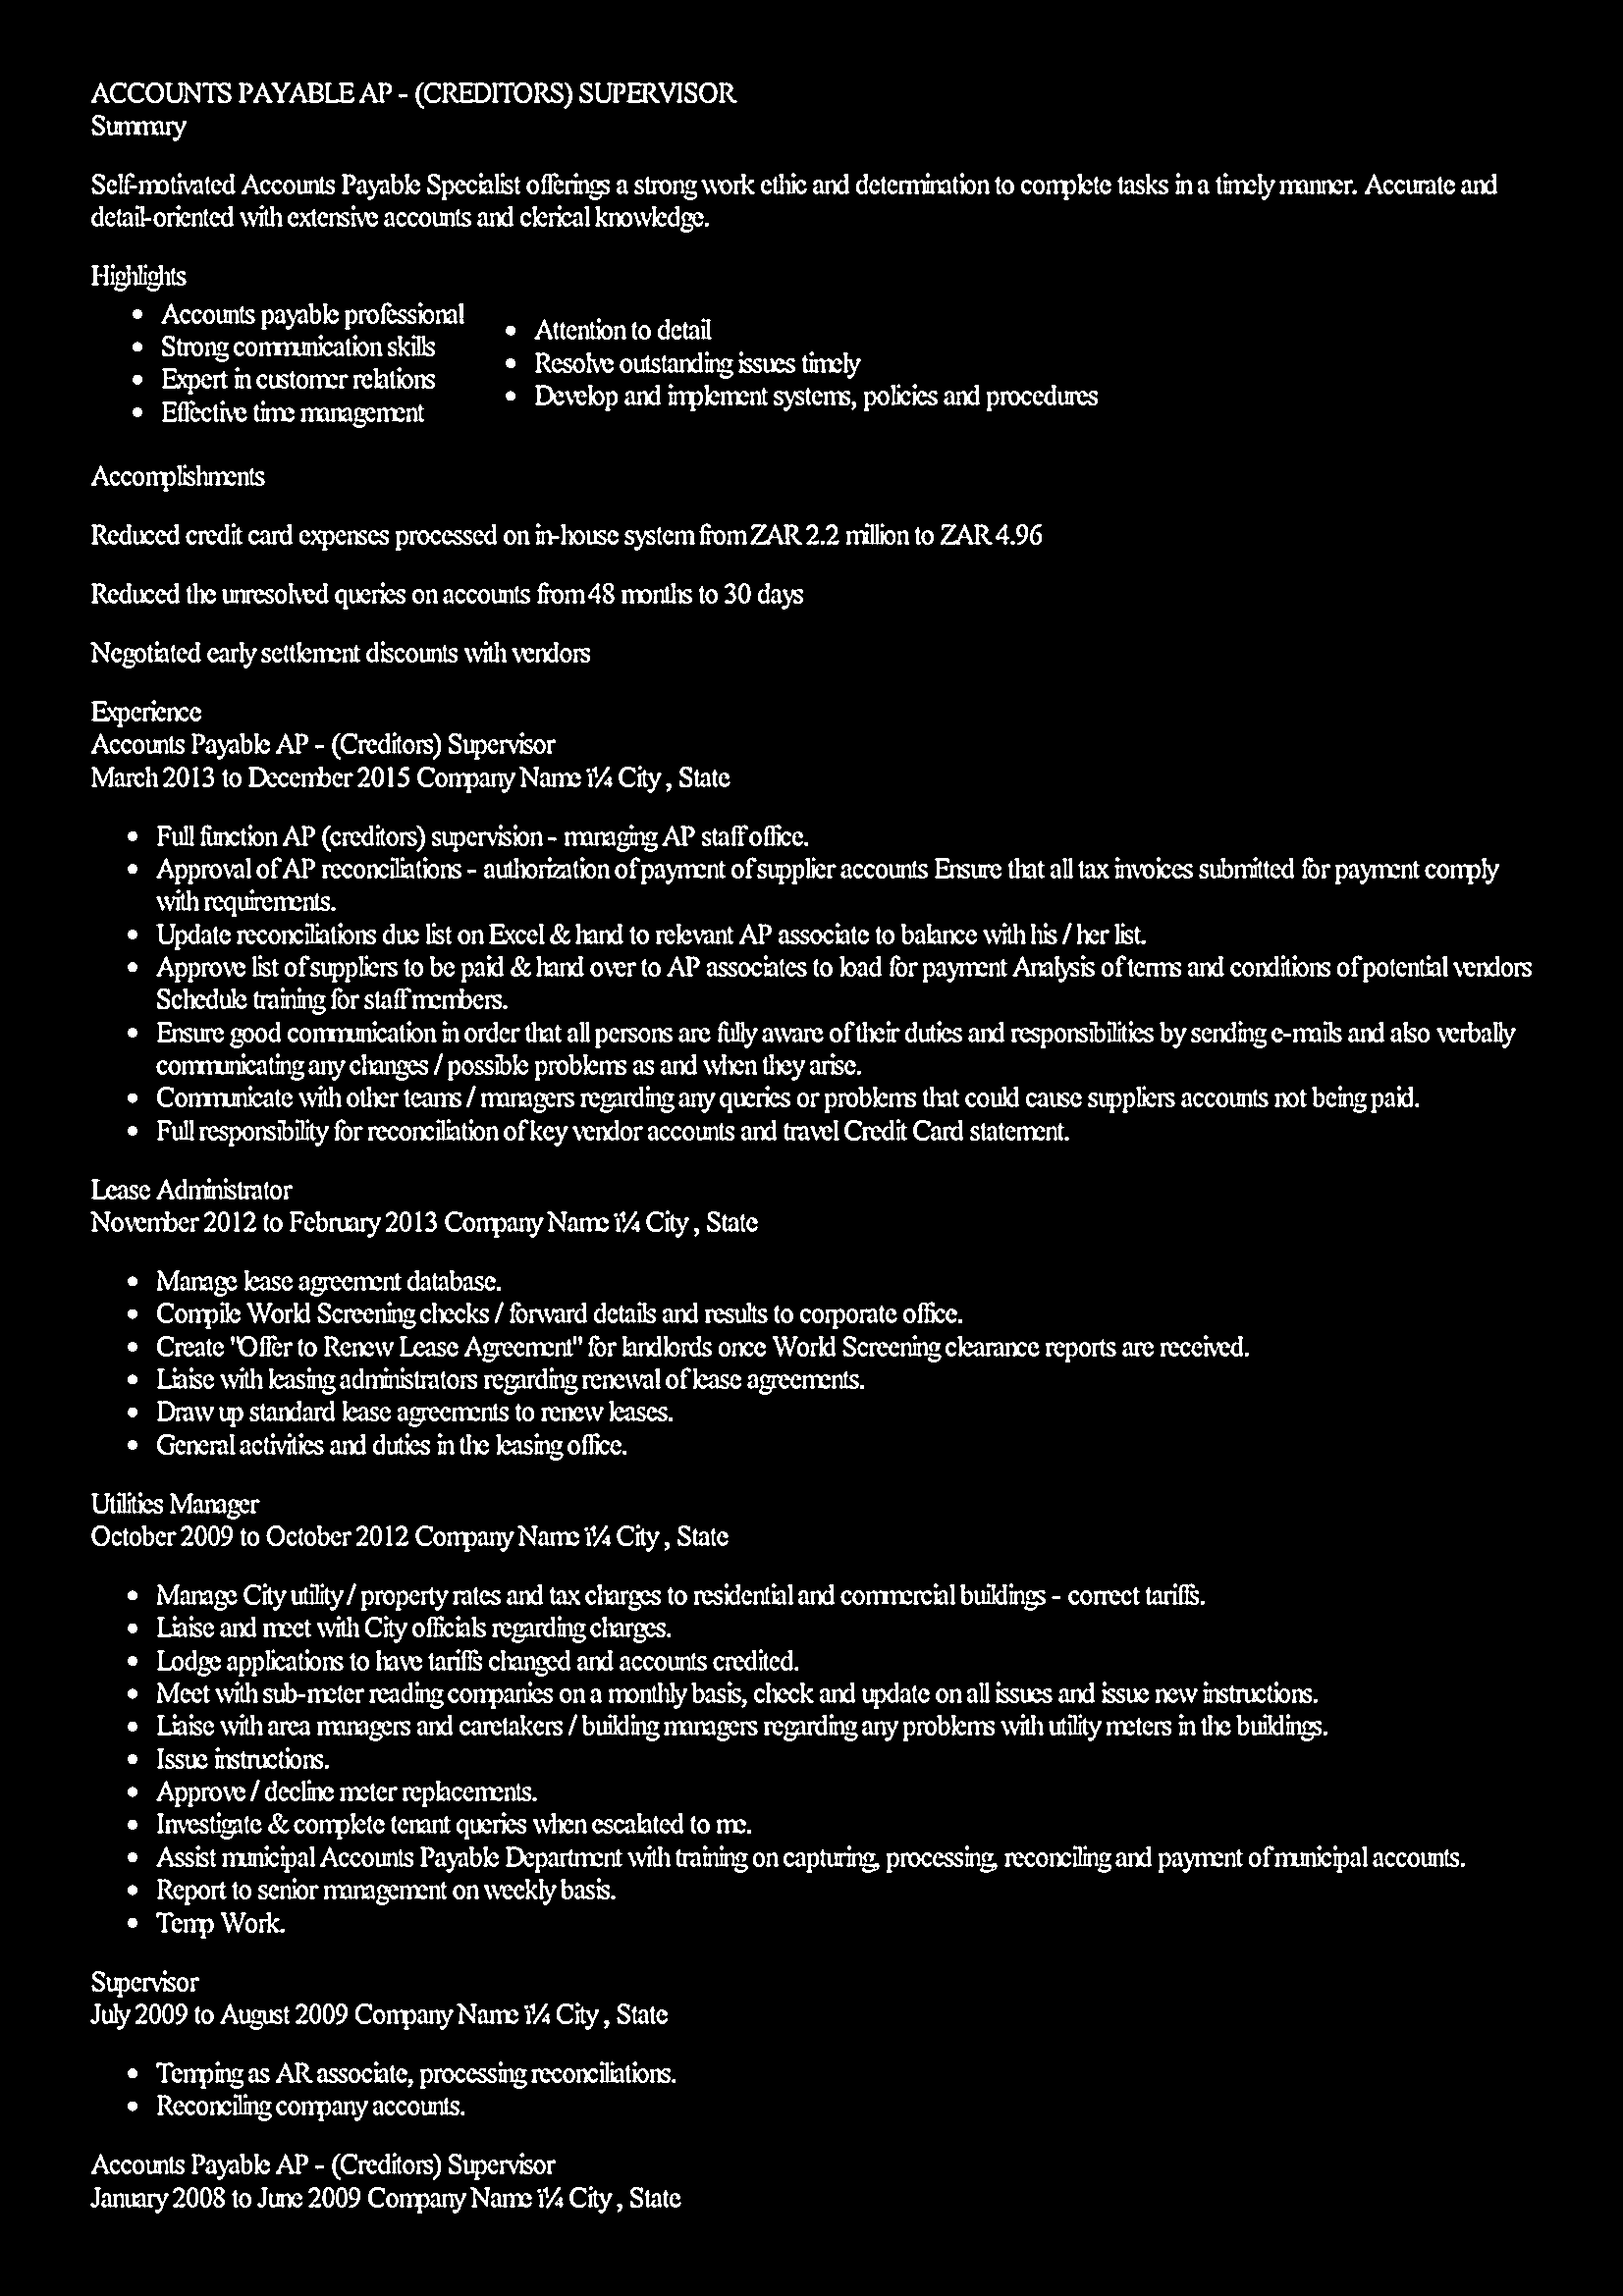 ACCOUNTS PAYABLE AP - (CREDITORS) SUPERVISOR
Summary
Self-motivated Accounts Payable Specialist offerings a strong work ethic and determination to complete tasks in a timely manner. Accurate and
detail-oriented with extensive accounts and clerical knowledge.
Highlights
• Accounts payable professional
• Strong communication skills
• Expert in customer relations
• Effective time management
• Attention to detail
• Resolve outstanding issues timely
• Develop and implement systems, policies and procedures
Accomplishments
Reduced credit card expenses processed on in-house system from ZAR 2.2 million to ZAR 4.96
Reduced the unresolved queries on accounts from 48 months to 30 days
Negotiated early settlement discounts with vendors
Experience
Accounts Payable AP - (Creditors) Supervisor
March 2013 to December 2015 Company Name ï¼ City , State
• Full function AP (creditors) supervision - managing AP staff office.
• Approval of AP reconciliations - authorization of payment of supplier accounts Ensure that all tax invoices submitted for payment comply
with requirements.
• Update reconciliations due list on Excel & hand to relevant AP associate to balance with his / her list.
• Approve list of suppliers to be paid & hand over to AP associates to load for payment Analysis of terms and conditions of potential vendors
Schedule training for staff members.
• Ensure good communication in order that all persons are fully aware of their duties and responsibilities by sending e-mails and also verbally
communicating any changes / possible problems as and when they arise.
• Communicate with other teams / managers regarding any queries or problems that could cause suppliers accounts not being paid.
• Full responsibility for reconciliation of key vendor accounts and travel Credit Card statement.
Lease Administrator
November 2012 to February 2013 Company Name ï¼ City , State
• Manage lease agreement database.
• Compile World Screening checks / forward details and results to corporate office.
• Create "Offer to Renew Lease Agreement" for landlords once World Screening clearance reports are received.
• Liaise with leasing administrators regarding renewal of lease agreements.
• Draw up standard lease agreements to renew leases.
• General activities and duties in the leasing office.
Utilities Manager
October 2009 to October 2012 Company Name ï¼ City , State
• Manage City utility / property rates and tax charges to residential and commercial buildings - correct tariffs.
• Liaise and meet with City officials regarding charges.
• Lodge applications to have tariffs changed and accounts credited.
• Meet with sub-meter reading companies on a monthly basis, check and update on all issues and issue new instructions.
• Liaise with area managers and caretakers / building managers regarding any problems with utility meters in the buildings.
• Issue instructions.
• Approve / decline meter replacements.
• Investigate & complete tenant queries when escalated to me.
• Assist municipal Accounts Payable Department with training on capturing, processing, reconciling and payment of municipal accounts.
• Report to senior management on weekly basis.
• Temp Work.
Supervisor
July 2009 to August 2009 Company Name ï¼ City , State
• Temping as AR associate, processing reconciliations.
• Reconciling company accounts.
Accounts Payable AP - (Creditors) Supervisor
January 2008 to June 2009 Company Name ï¼ City , State